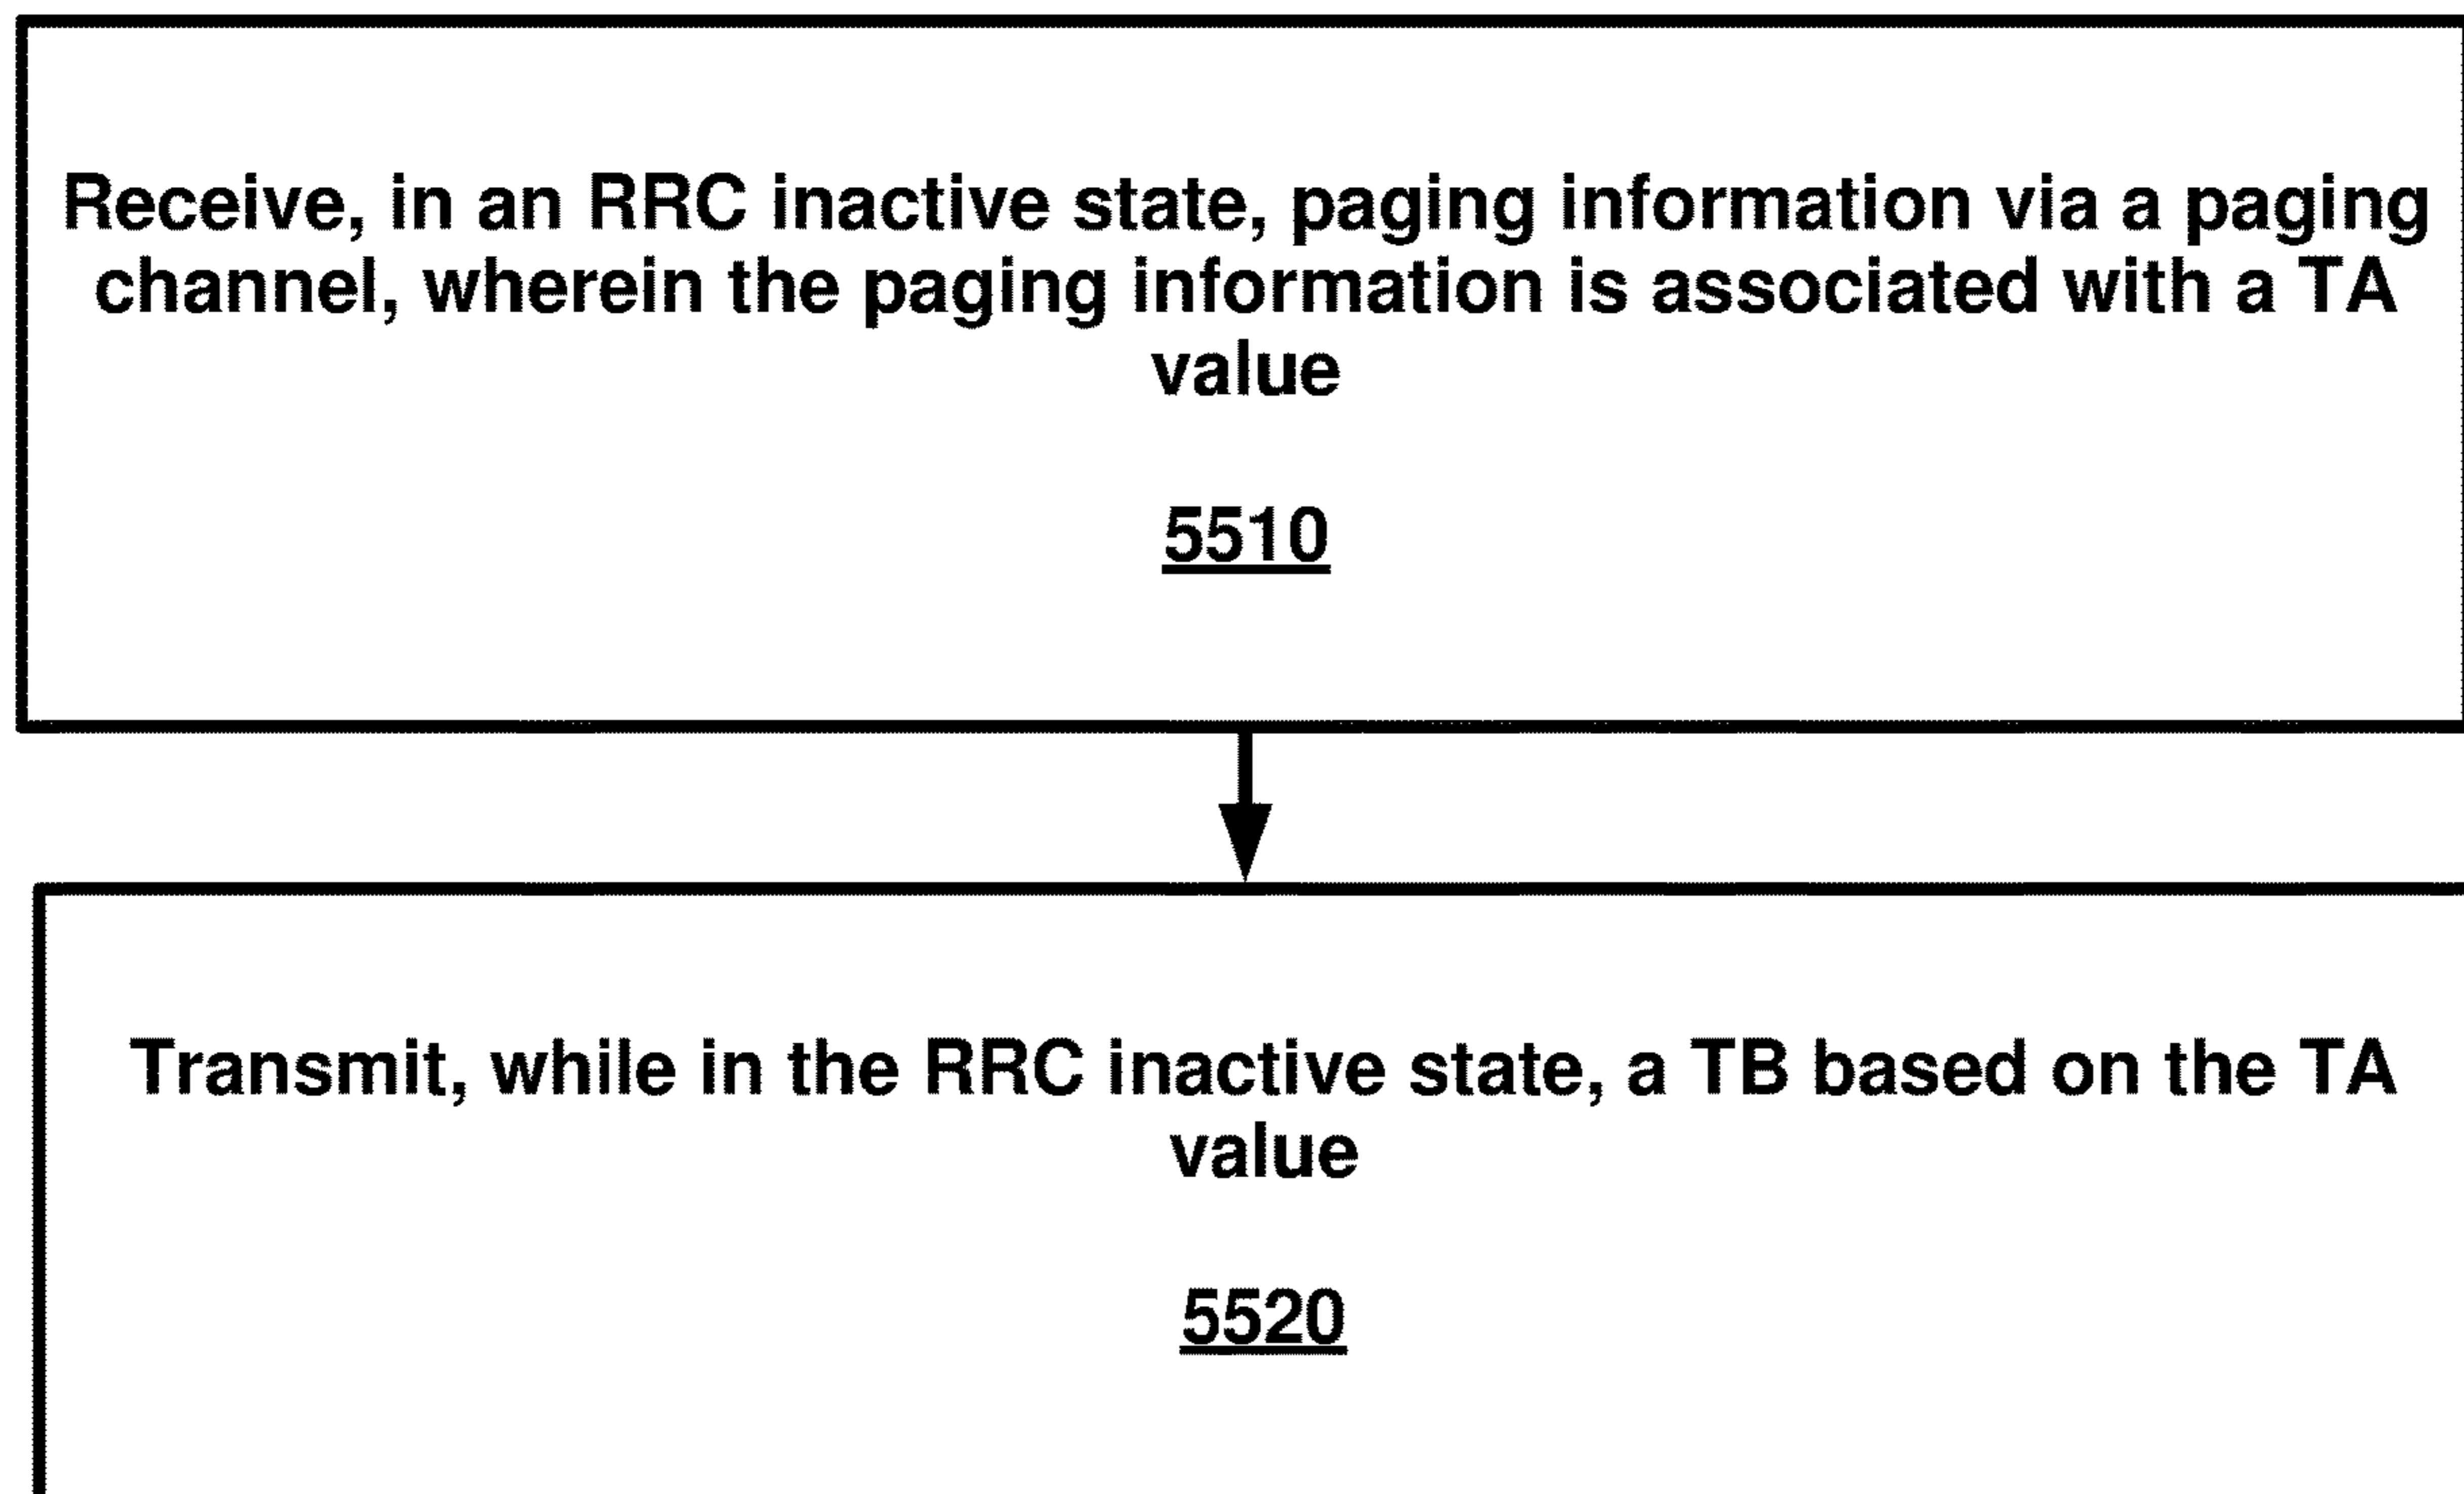 Receive, in an RRC inactive state, paging information via a paging
channel, wherein the paging information is associated with a TA
value
5510
Transmit, while in the RRC inactive state, a TB based on the TA
value
5520